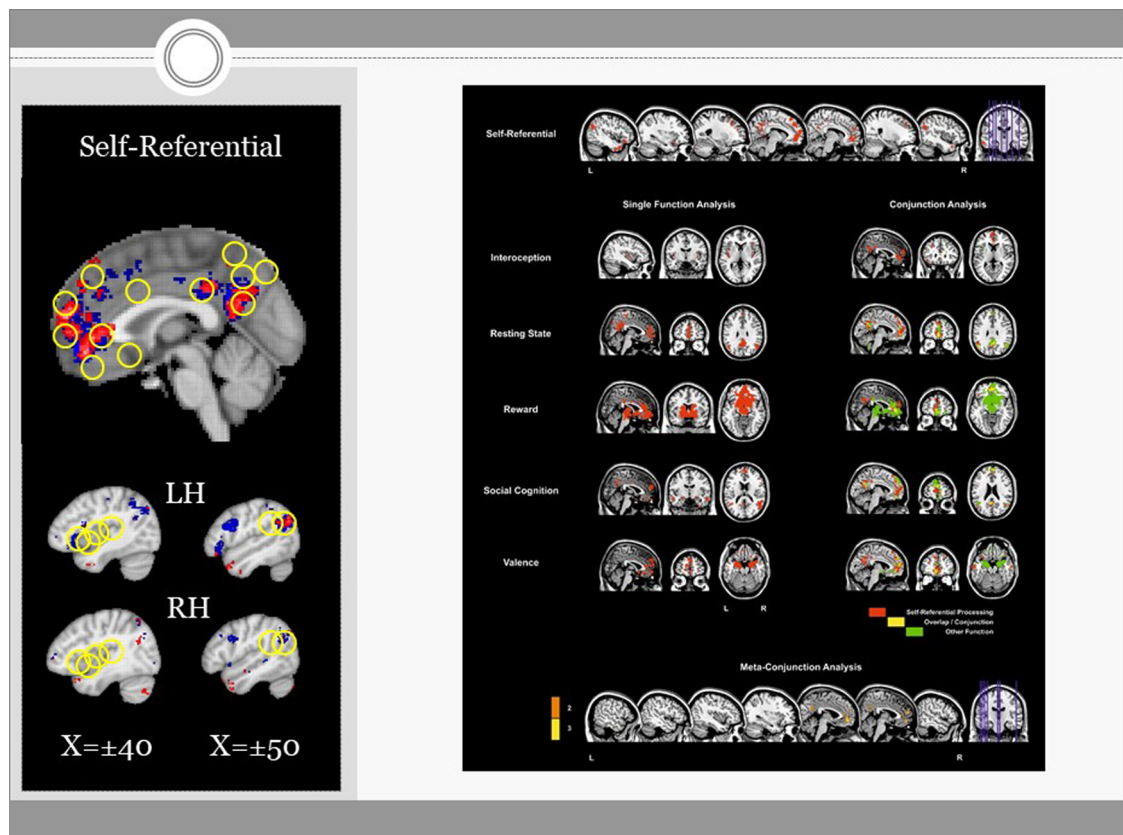 Self-Referential
LH
RH
X=±40 X=±50
Self-Referential
L R
Single Function Analysis Conjunction Analysis
Interoception
Resting State
Reward
Social Cognition
Valence
L R
Self-Referential Processing
Overlap / Conjunction
Other Function
Meta-Conjunction Analysis
2
3
L R